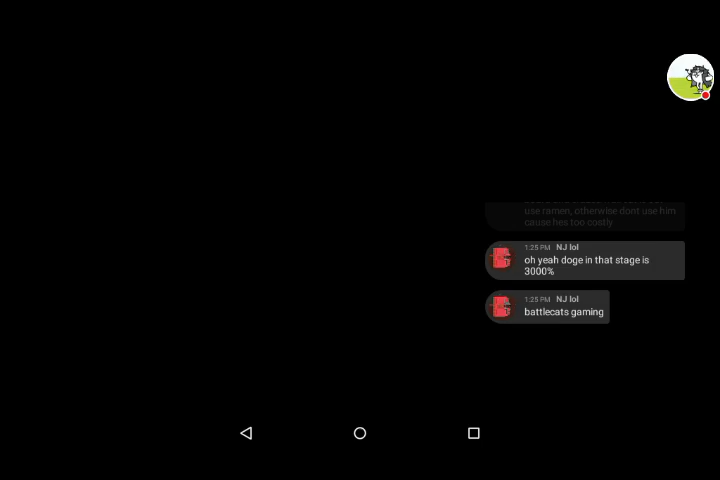 use ramen, otherwise dont use him
cause hes too costly
1:25 PM NJ lol
oh yeah doge in that stage is
3000%
1:25 PM NJ lol
battlecats gaming